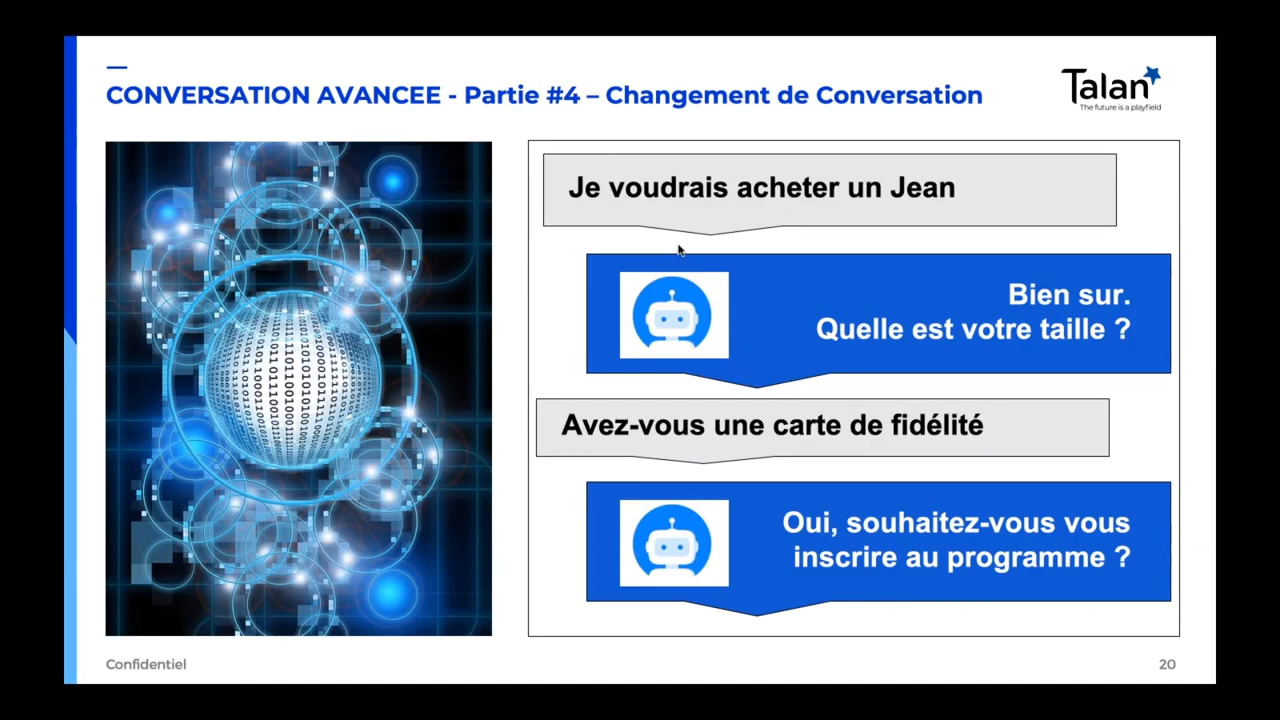 CONVERSATION AVANCEE - Partie #4 – Changement de Conversation
Talan
The future is a playfield
Je voudrais acheter un Jean
Bien sur.
Quelle est votre taille ?
Avez-vous une carte de fidélité
Oui, souhaitez-vous vous
inscrire au programme ?
Confidentiel
20